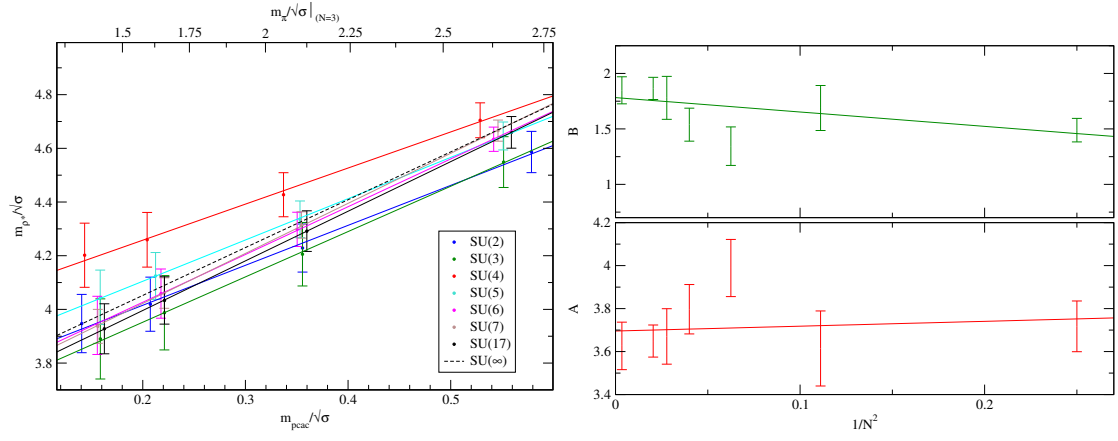 m_π/√σ|_(N=3)
1.5 1.75 2 2.25 2.5 2.75
4.8
4.6
4.4
4.2
4
3.8
m_ρ*/√σ
0.2 0.3 0.4 0.5
m_pcac/√σ
SU(2)
SU(3)
SU(4)
SU(5)
SU(6)
SU(7)
SU(17)
SU(∞)
2
1.5
1
B
4.2
4
3.8
3.6
3.4
A
0 0.1 0.2
1/N²